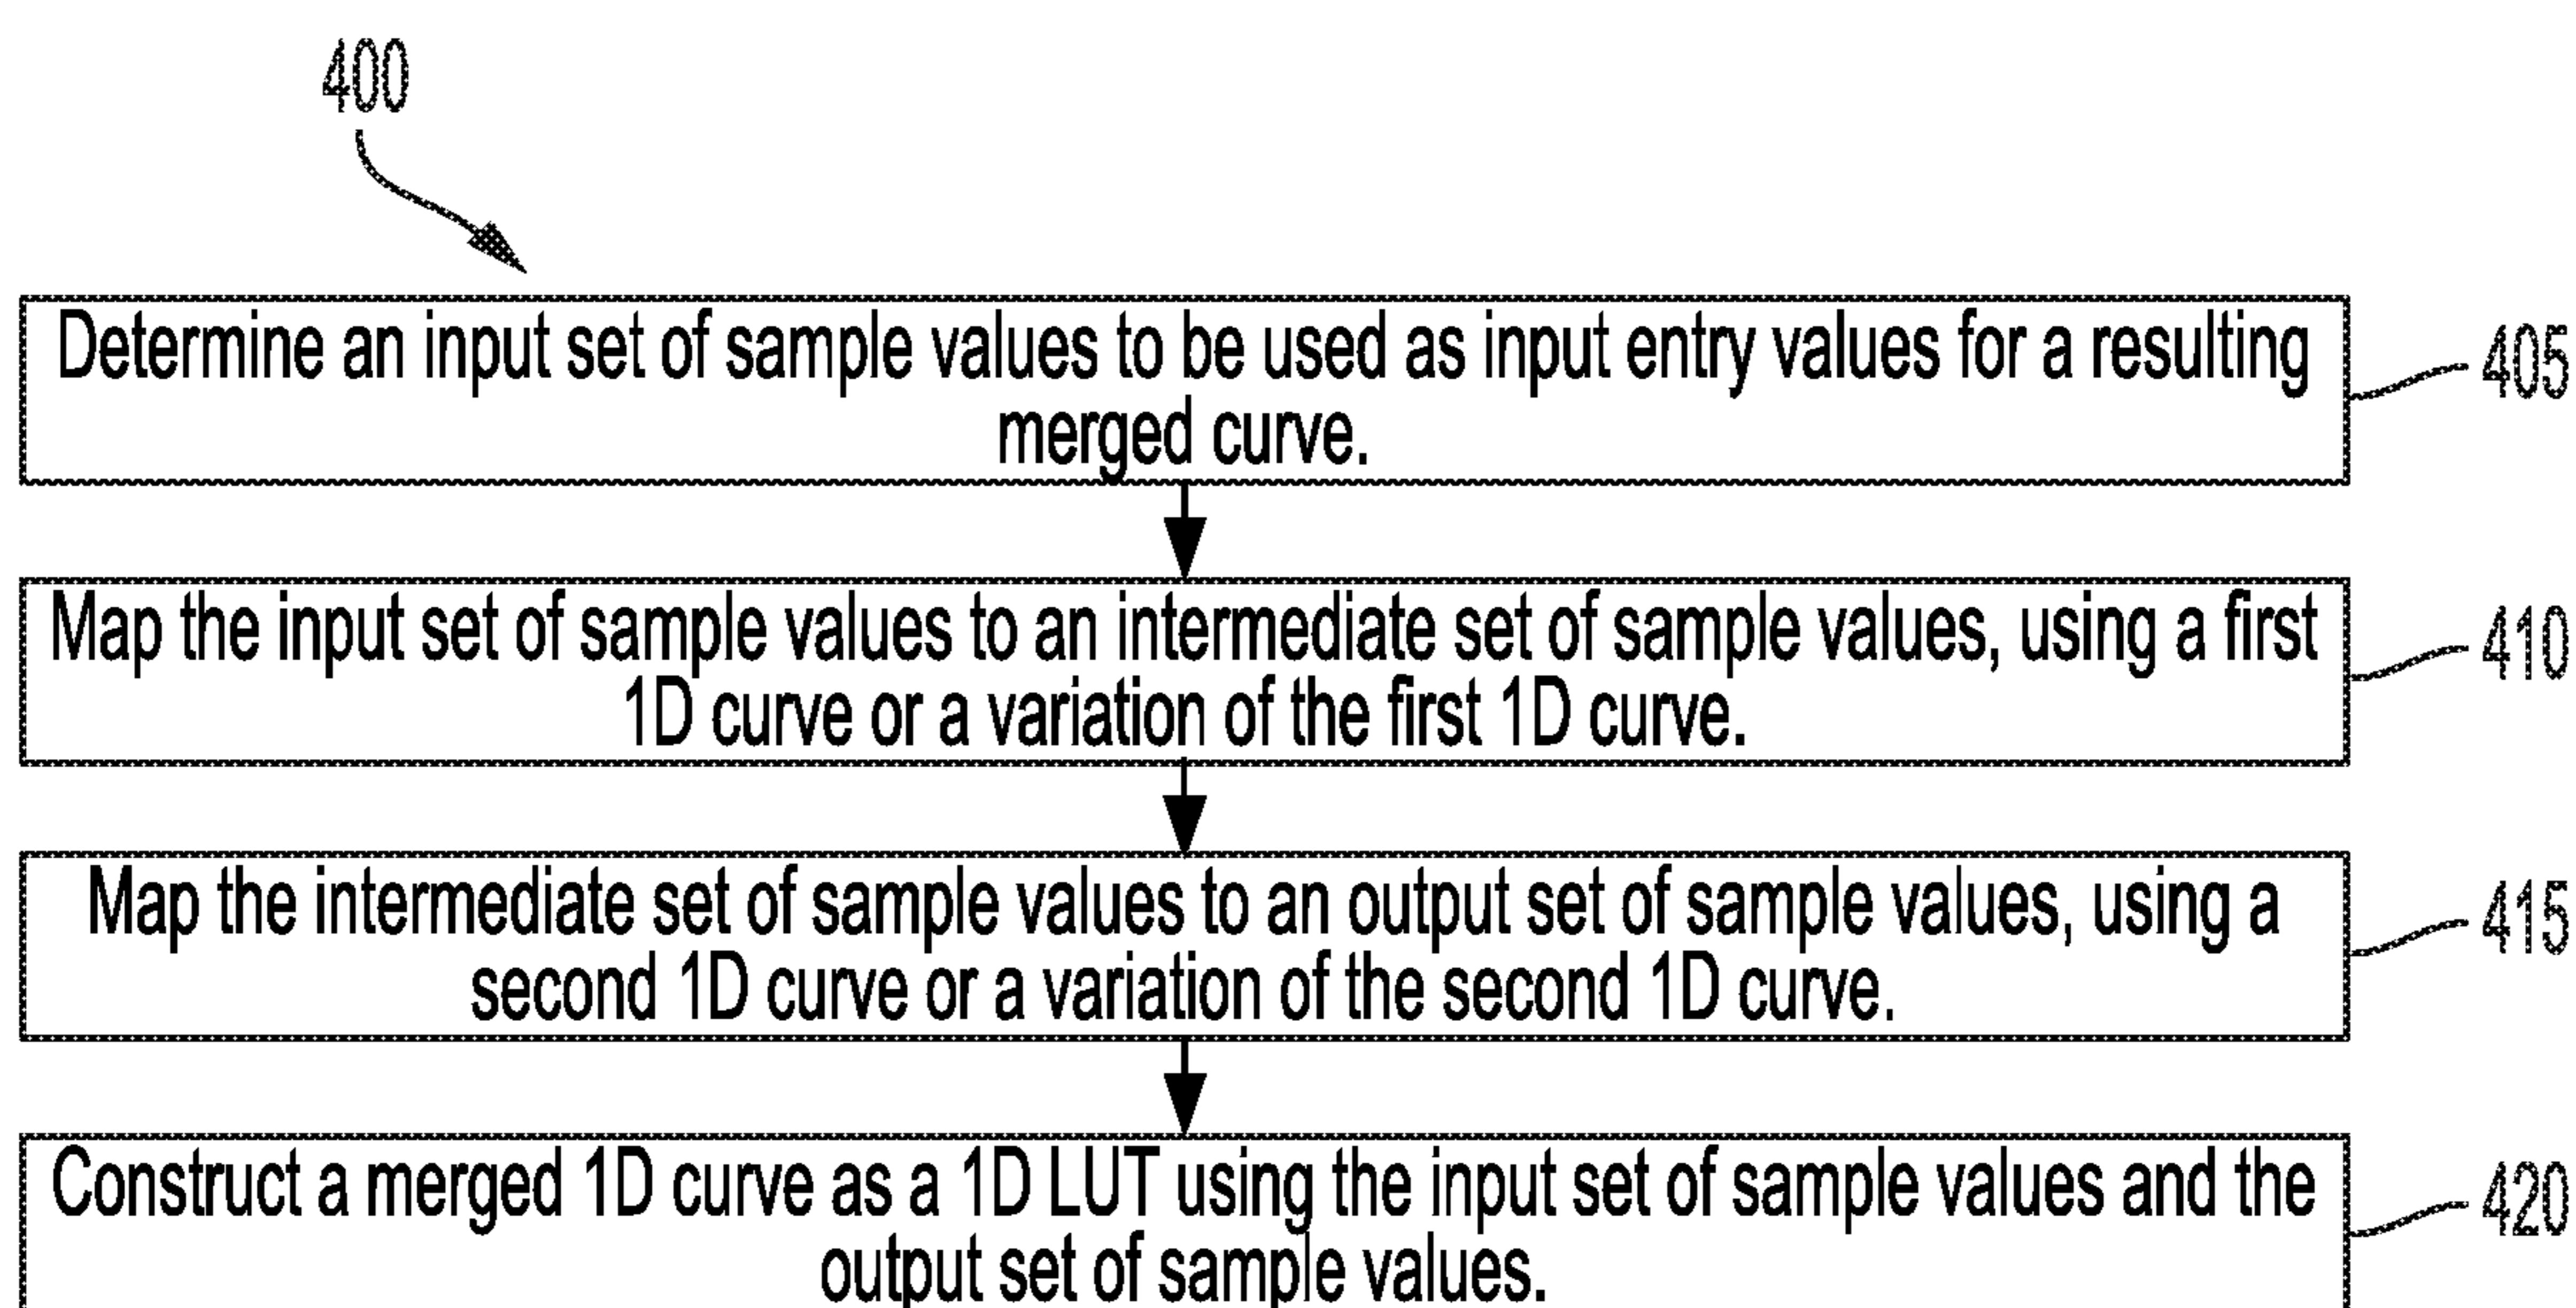 400
Determine an input set of sample values to be used as input entry values for a resulting
merged curve.
405
Map the input set of sample values to an intermediate set of sample values, using a first
1D curve or a variation of the first 1D curve.
410
Map the intermediate set of sample values to an output set of sample values, using a
second 1D curve or a variation of the second 1D curve.
415
Construct a merged 1D curve as a 1D LUT using the input set of sample values and the
output set of sample values.
420